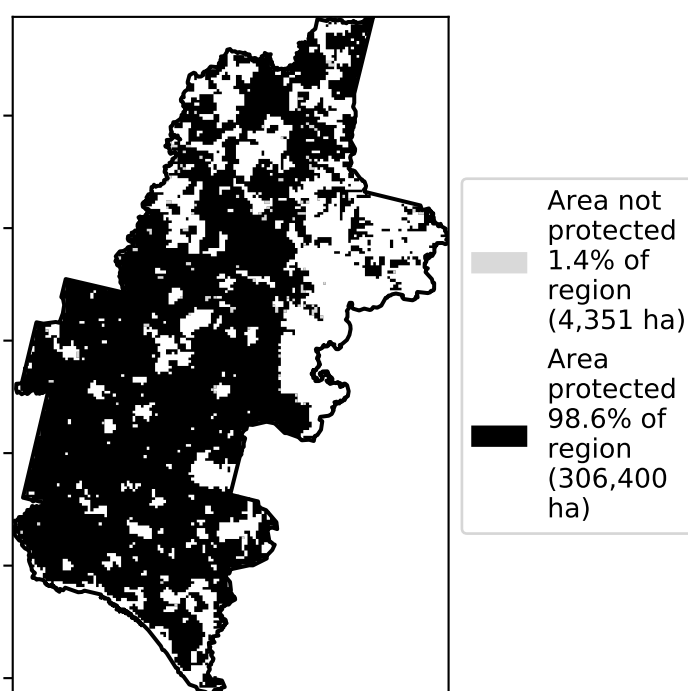 Area not
protected
1.4% of
region
(4,351 ha)
Area
protected
98.6% of
region
(306,400
ha)